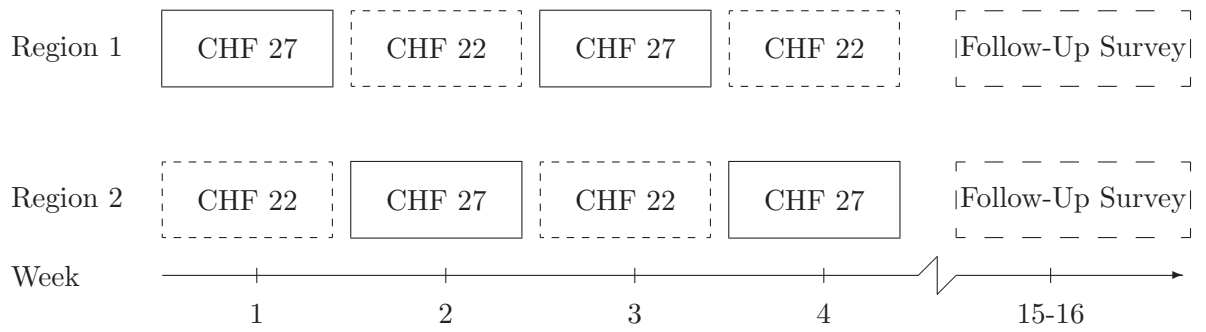 Region 1 CHF 27 CHF 22 CHF 27 CHF 22 Follow-Up Survey
Region 2 CHF 22 CHF 27 CHF 22 CHF 27 Follow-Up Survey
Week
1 2 3 4 15-16